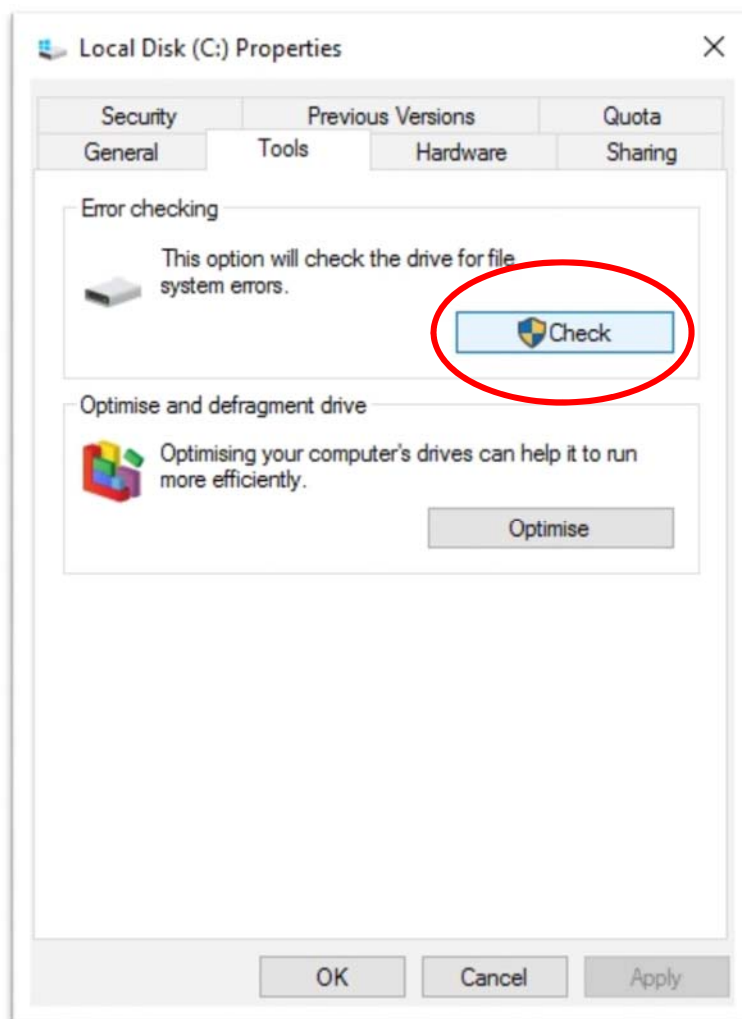 Local Disk (C:) Properties
Security Previous Versions Quota
General Tools Hardware Sharing
Error checking
This option will check the drive for file
system errors.
Check
Optimise and defragment drive
Optimising your computer's drives can help it to run
more efficiently.
Optimise
OK Cancel Apply